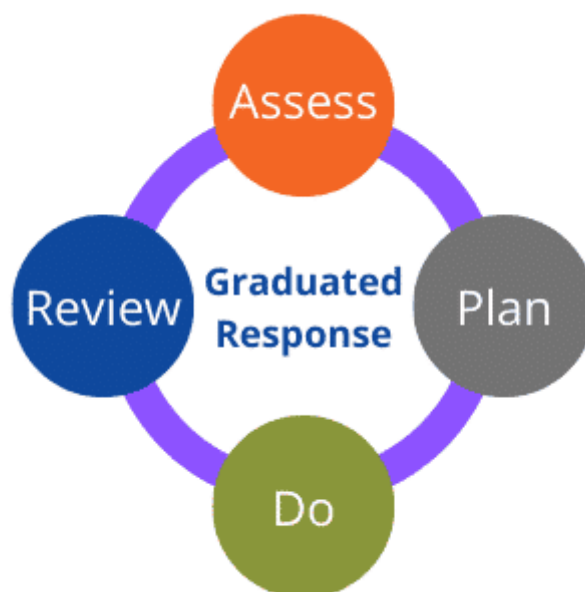 Assess
Plan
Do
Review
Graduated
Response